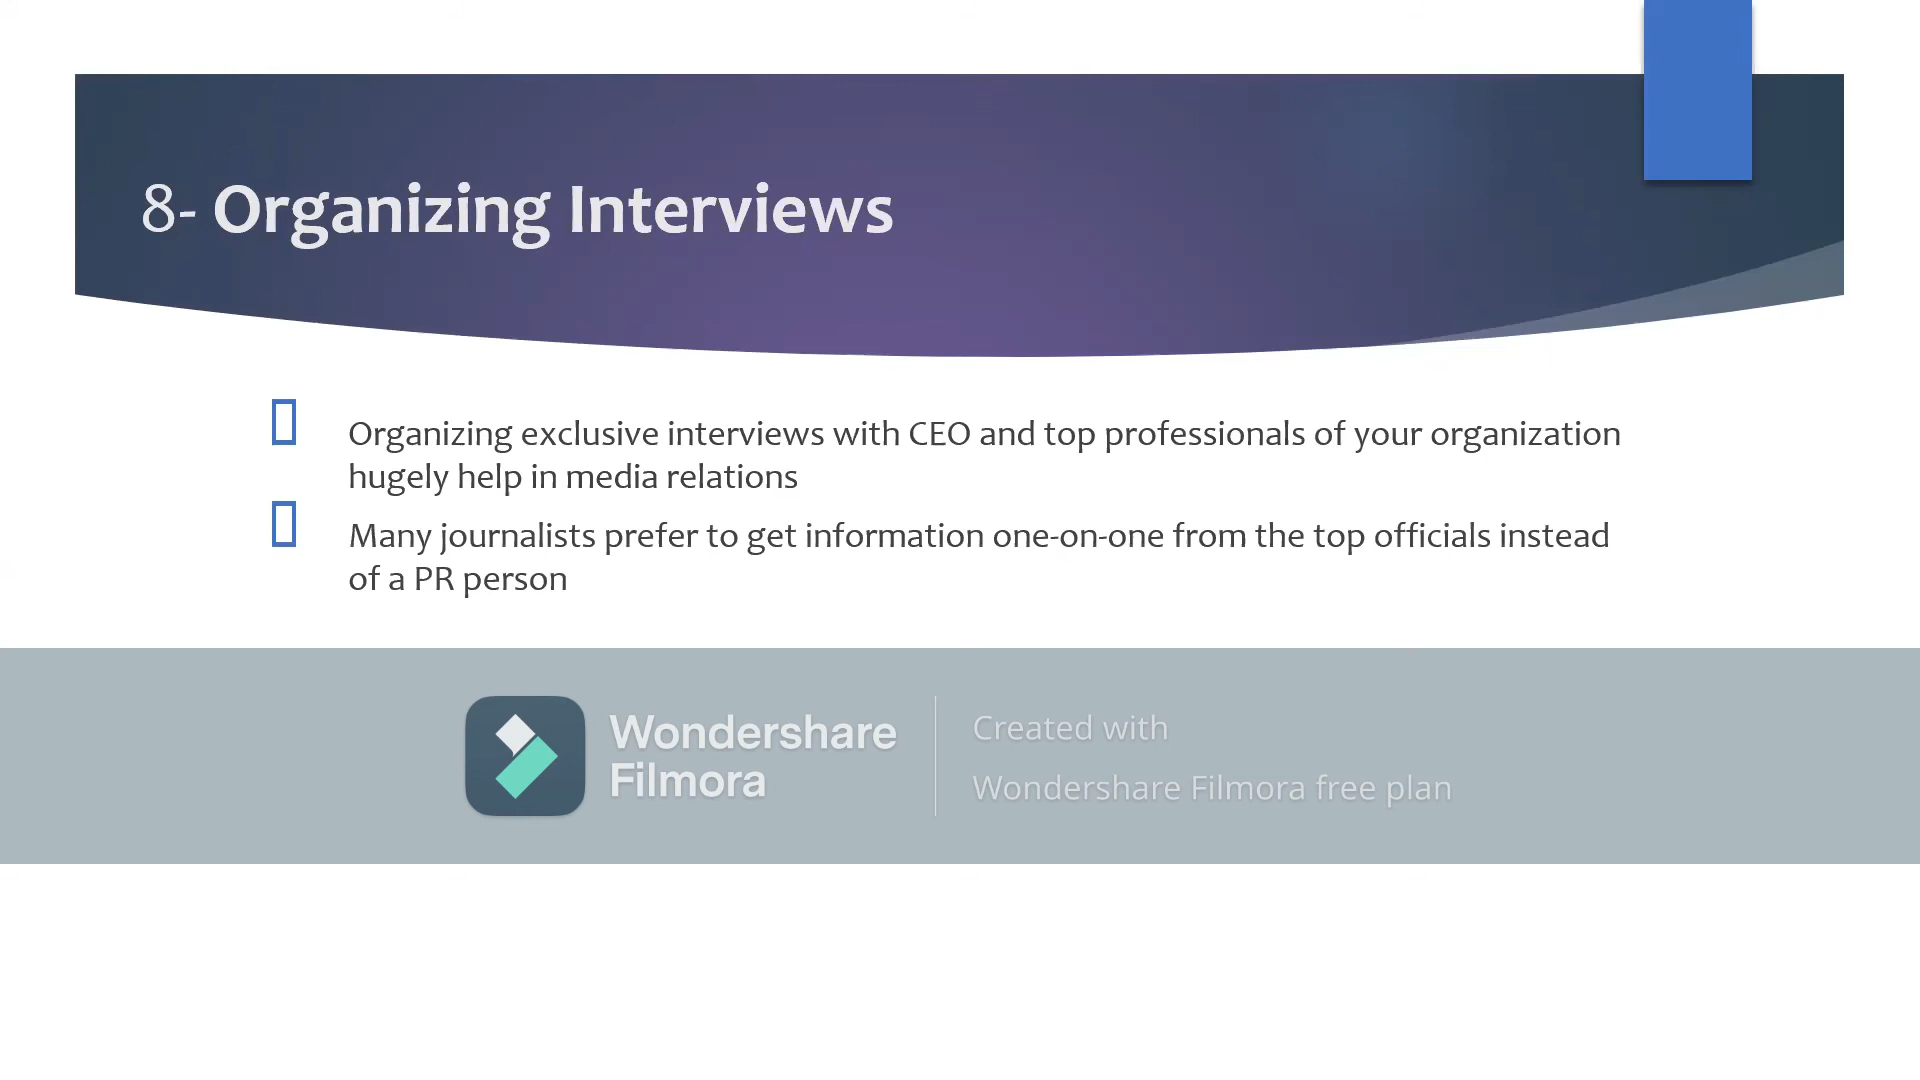 8- Organizing Interviews
Organizing exclusive interviews with CEO and top professionals of your organization
hugely help in media relations
Many journalists prefer to get information one-on-one from the top officials instead
of a PR person
Wondershare
Filmora
Created with
Wondershare Filmora free plan